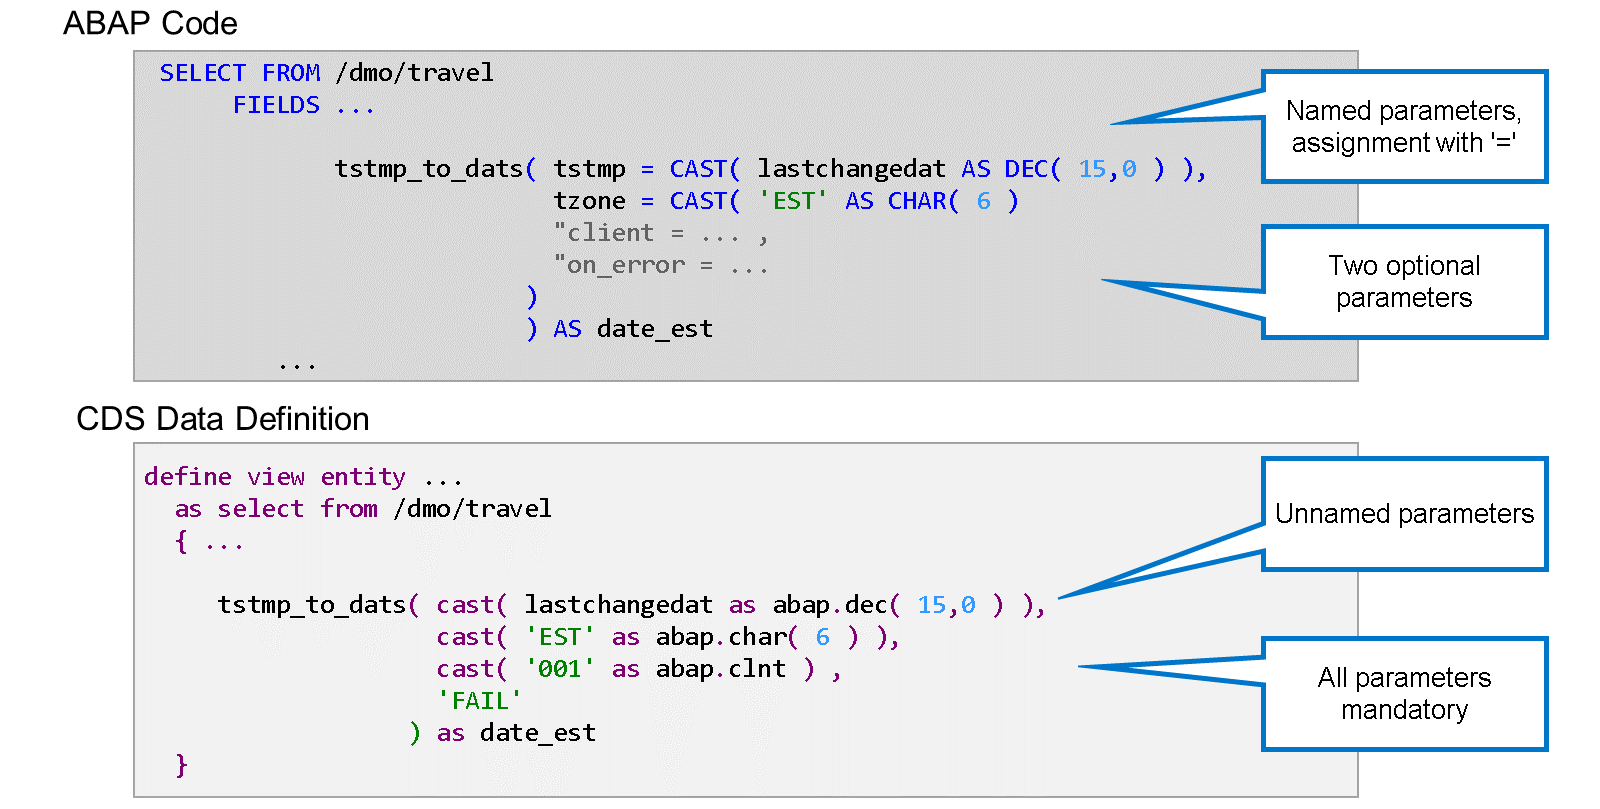 ABAP Code
SELECT FROM /dmo/travel
FIELDS ...
Named parameters,
assignment with '='
tstmp_to_dats( tstmp = CAST( lastchangedat AS DEC( 15,0 ) ),
tzone = CAST( 'EST' AS CHAR( 6 )
"client = ... ,
"on_error = ...
)
) AS date_est
...
Two optional
parameters
CDS Data Definition
define view entity ...
as select from /dmo/travel
{ ...
Unnamed parameters
tstmp_to_dats( cast( lastchangedat as abap.dec( 15,0 ) ),
cast( 'EST' as abap.char( 6 ) ),
cast( '001' as abap.clnt ) ,
'FAIL'
) as date_est
}
All parameters
mandatory